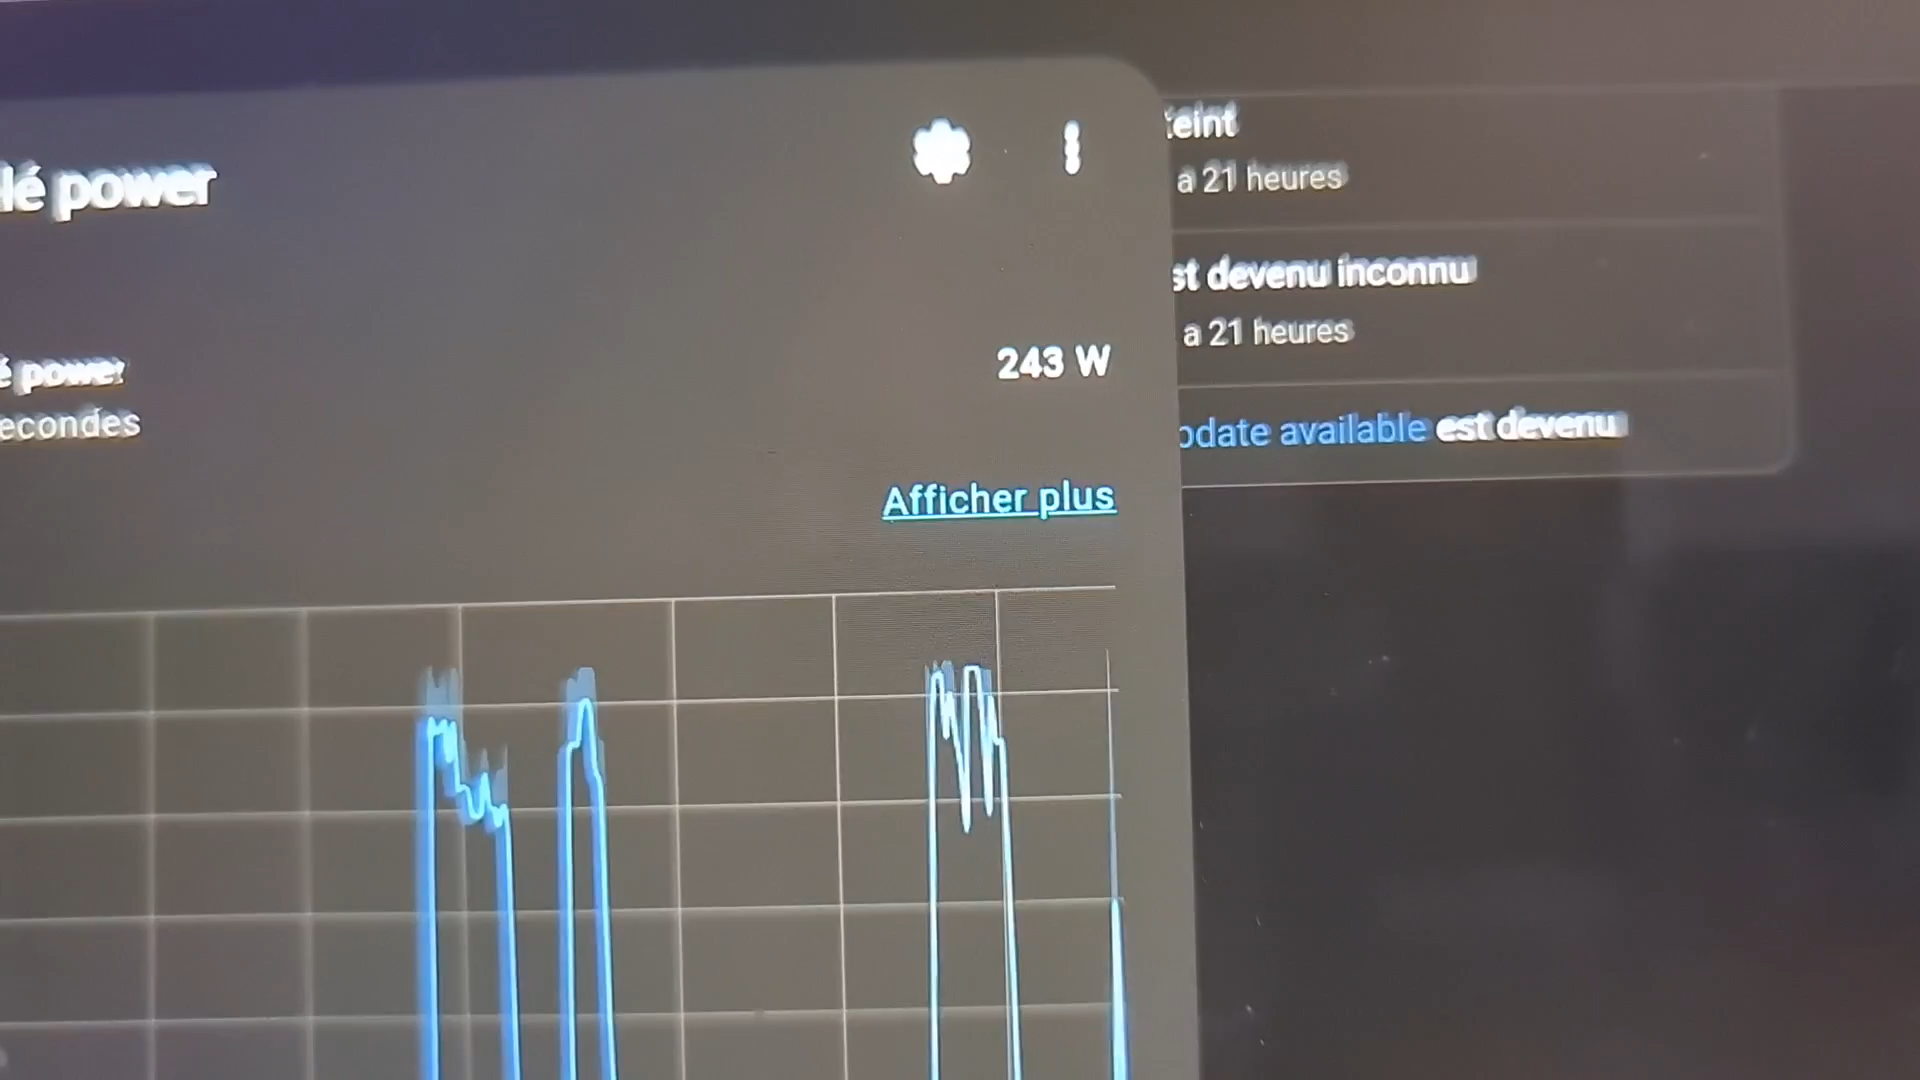 lé power
é power
econdes
243 W
Afficher plus
teint
a 21 heures
st devenu inconnu
a 21 heures
pdate available est devenu